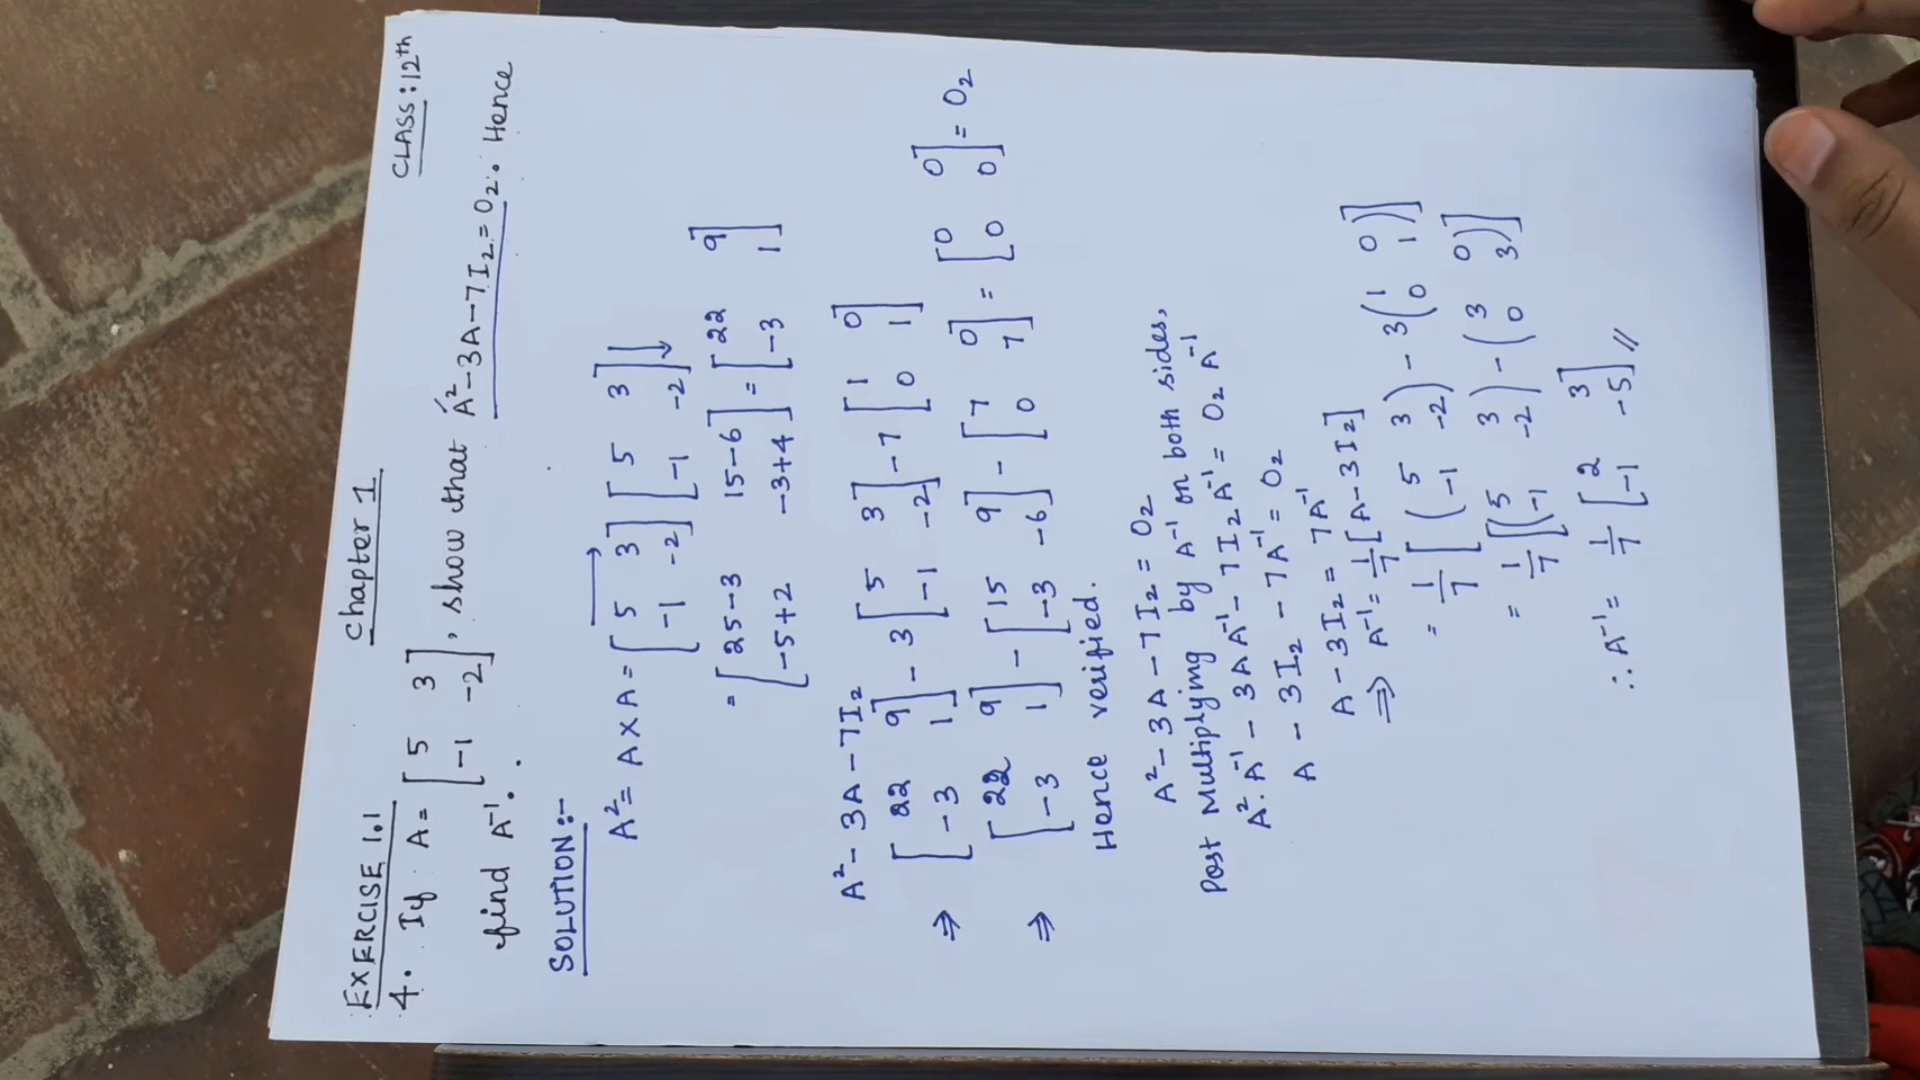 Chapter 1
CLASS: 12th
EXERCISE 1.1
4. If A = [5 3 -1 -2], show that A² - 3A - 7I₂ = O₂. Hence
find A⁻¹.
SOLUTION:-
A² = A × A = [5 3 -1 -2] [5 3 -1 -2]
= [25-3 15-6 -5+2 -3+4] = [22 9 -3 1]
A² - 3A - 7I₂
⇒ [22 9 -3 1] - 3 [5 3 -1 -2] - 7 [1 0 0 1]
⇒ [22 9 -3 1] - [15 9 -3 -6] - [7 0 0 7] = [0 0 0 0] = O₂
Hence verified.
A² - 3A - 7I₂ = O₂
Post Multiplying by A⁻¹ on both sides,
A².A⁻¹ - 3AA⁻¹ - 7I₂A⁻¹ = O₂ A⁻¹
A - 3I₂ - 7A⁻¹ = O₂
A - 3I₂ = 7A⁻¹
⇒ A⁻¹ = 1/7 [A - 3I₂]
= 1/7 [(5 3 -1 -2) - 3(1 0 0 1)]
= 1/7 [(5 3 -1 -2) - (3 0 0 3)]
∴ A⁻¹ = 1/7 [2 3 -1 -5] //